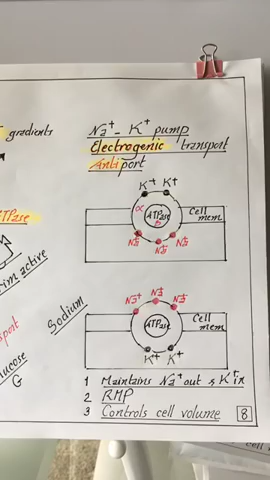 gradients
Na+ - K+ pump
Electrogenic transport
Antiport
K+ K+
α
ATPase
β
Cell
mem
Na+ Na+ Na+
ATPase
active
Sodium
Na+ Na+ Na+
ATPase
Cell
mem
K+ K+
G
1 Maintains Na+ out & K+ in
2 RMP
3 Controls cell volume
8